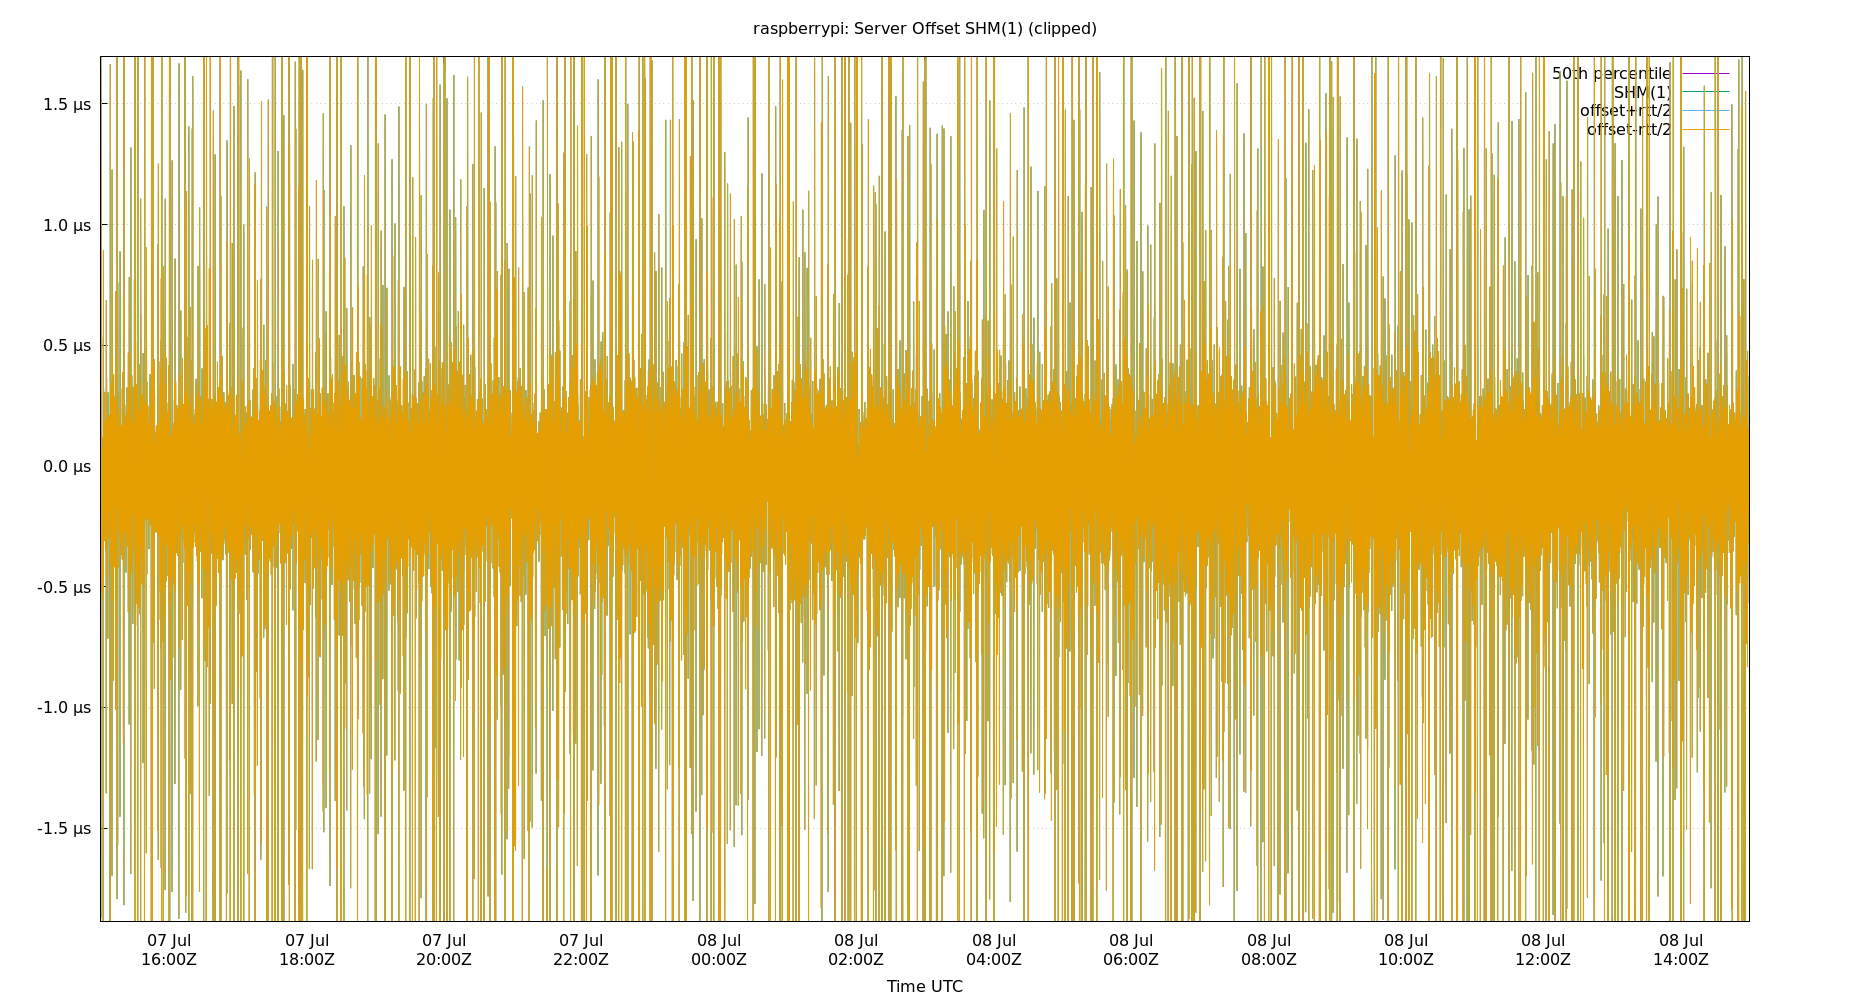 raspberrypi: Server Offset SHM(1) (clipped)
50th percentile
SHM(1)
offset+rtt/2
offset-rtt/2
1.5 µs
1.0 µs
0.5 µs
0.0 µs
-0.5 µs
-1.0 µs
-1.5 µs
07 Jul 07 Jul 07 Jul 07 Jul 08 Jul 08 Jul 08 Jul 08 Jul 08 Jul 08 Jul 08 Jul 08 Jul
16:00Z 18:00Z 20:00Z 22:00Z 00:00Z 02:00Z 04:00Z 06:00Z 08:00Z 10:00Z 12:00Z 14:00Z
Time UTC